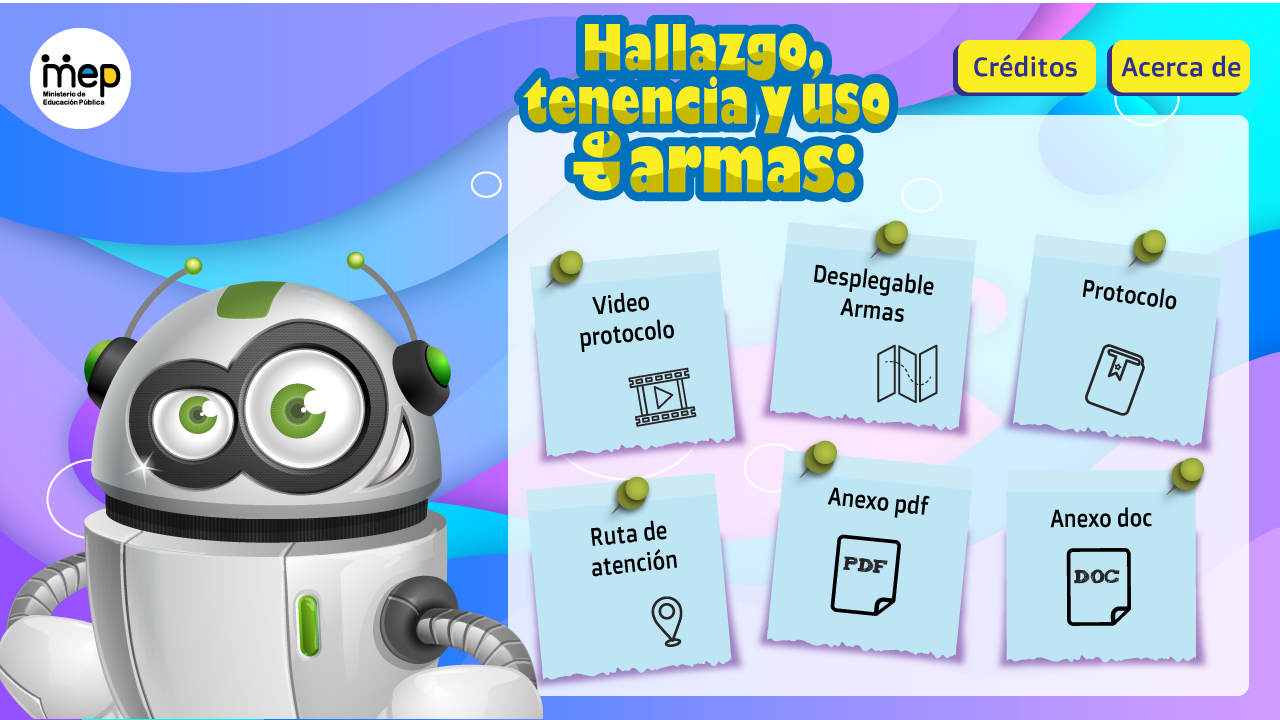 mep
Ministerio de
Educación Pública
Hallazgo,
tenencia y uso
de armas:
Créditos
Acerca de
Video
protocolo
Desplegable
Armas
Protocolo
Ruta de
atención
Anexo pdf
PDF
Anexo doc
DOC